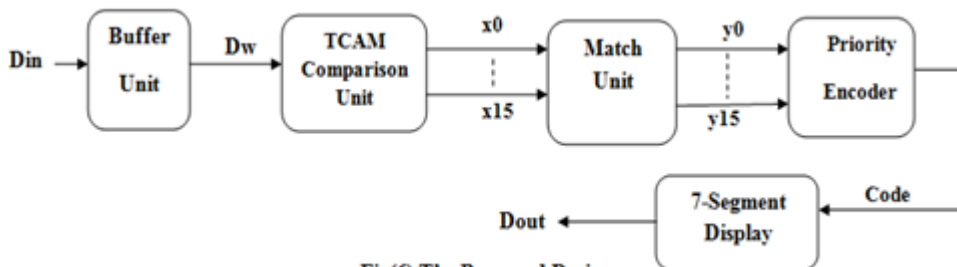 Din
Buffer
Unit
Dw
TCAM
Comparison
Unit
x0
x15
Match
Unit
y0
y15
Priority
Encoder
Code
7-Segment
Display
Dout